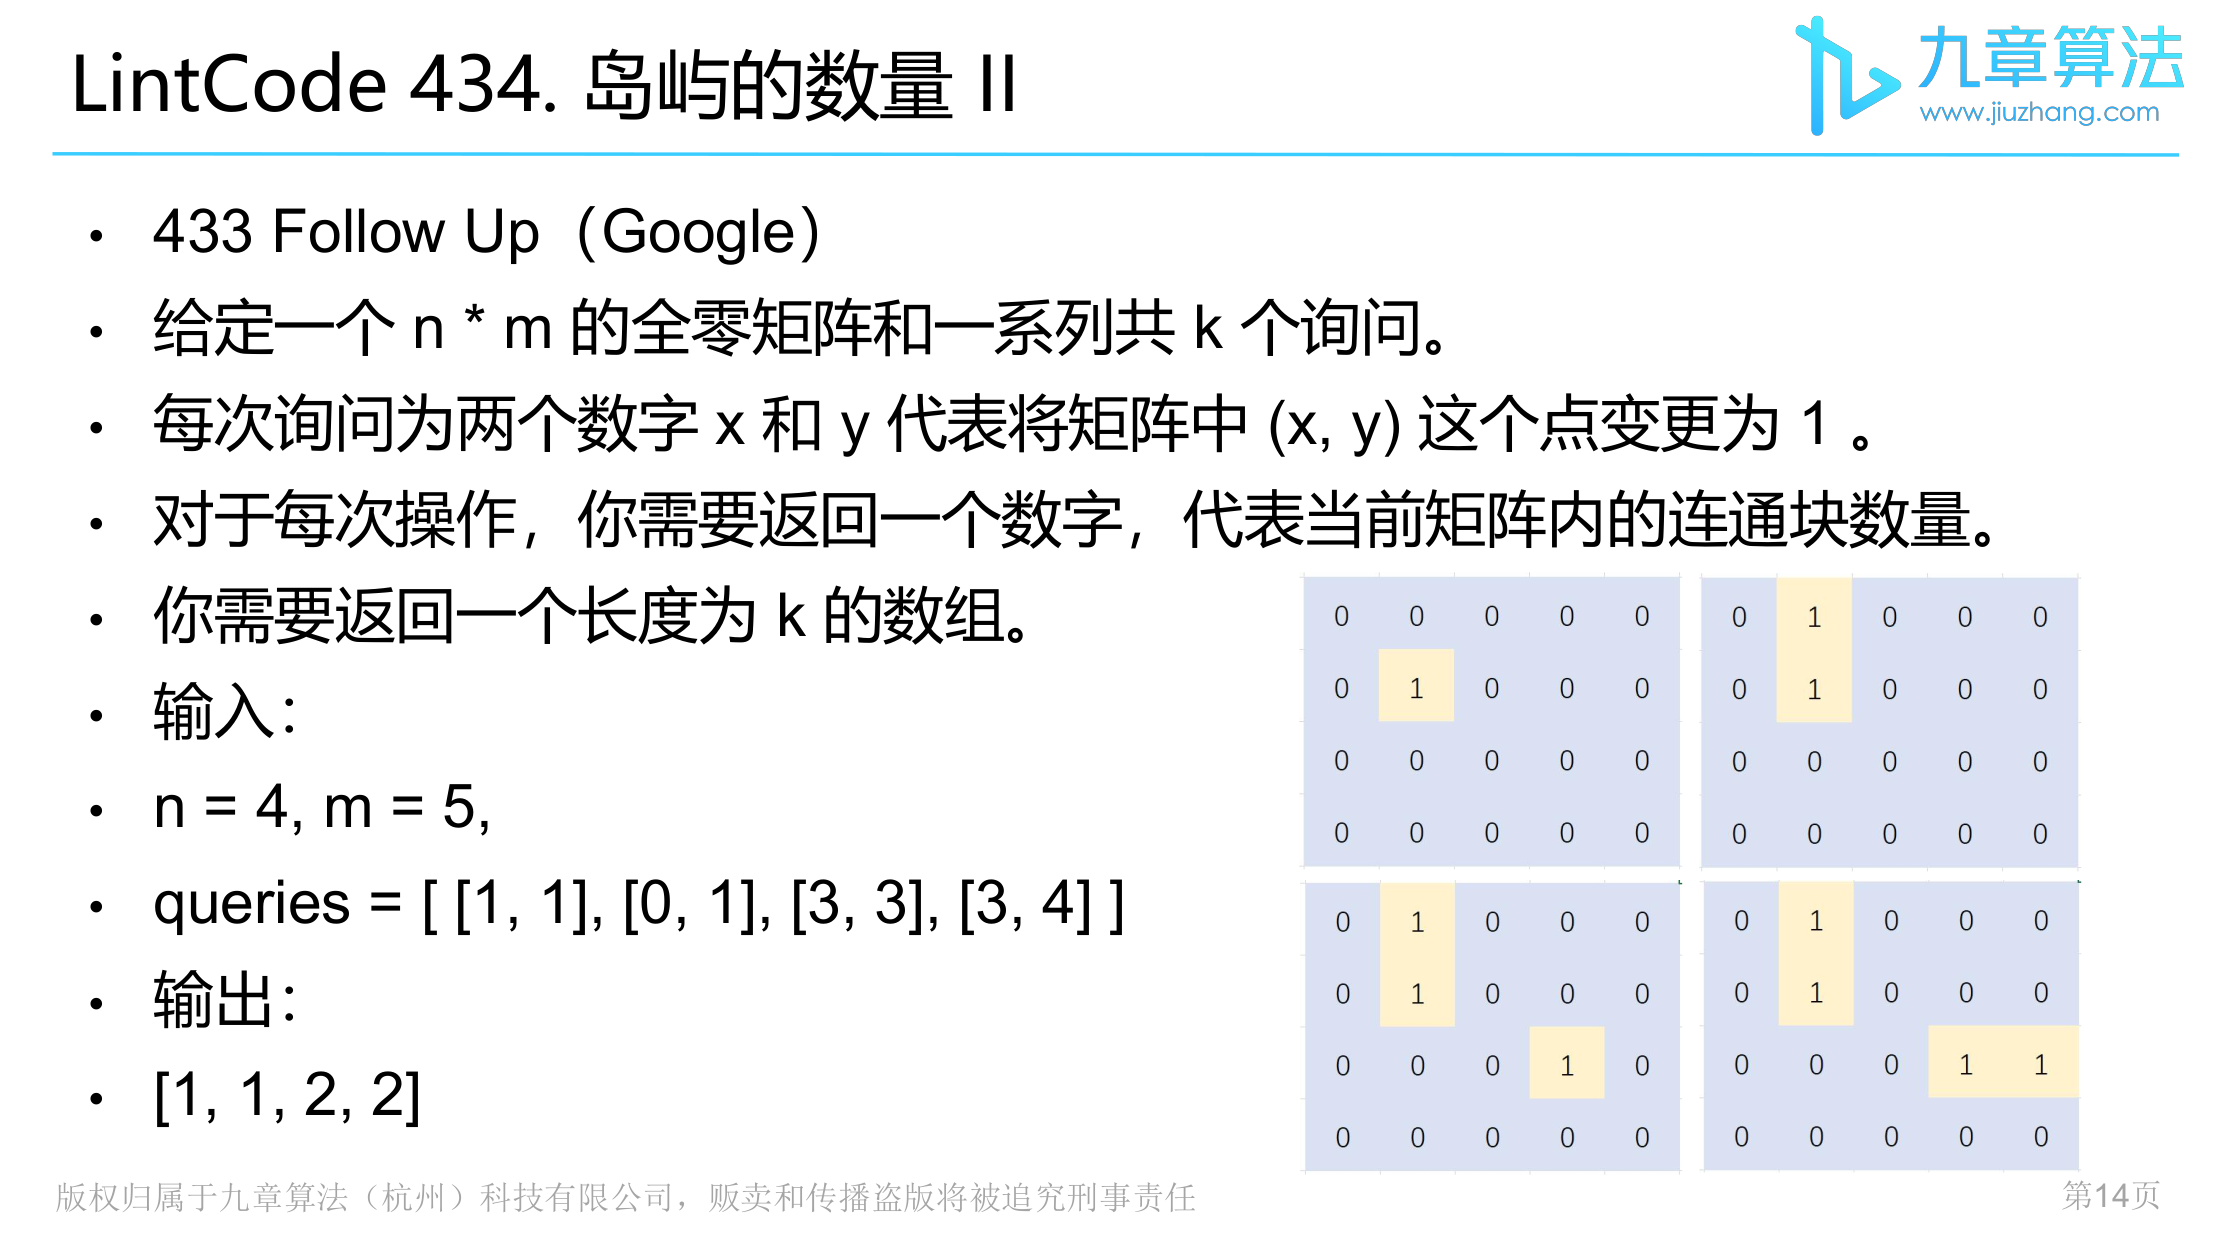 LintCode 434. 岛屿的数量 II
九章算法
www.jiuzhang.com
• 433 Follow Up（Google）
• 给定一个 n * m 的全零矩阵和一系列共 k 个询问。
• 每次询问为两个数字 x 和 y 代表将矩阵中 (x, y) 这个点变更为 1 。
• 对于每次操作，你需要返回一个数字，代表当前矩阵内的连通块数量。
• 你需要返回一个长度为 k 的数组。
• 输入：
• n = 4, m = 5,
• queries = [ [1, 1], [0, 1], [3, 3], [3, 4] ]
• 输出：
• [1, 1, 2, 2]
0 0 0 0 0
0 1 0 0 0
0 0 0 0 0
0 0 0 0 0
0 1 0 0 0
0 1 0 0 0
0 0 0 0 0
0 0 0 0 0
0 1 0 0 0
0 1 0 0 0
0 0 0 1 0
0 0 0 0 0
0 1 0 0 0
0 1 0 0 0
0 0 0 1 1
0 0 0 0 0
版权归属于九章算法（杭州）科技有限公司，贩卖和传播盗版将被追究刑事责任
第14页